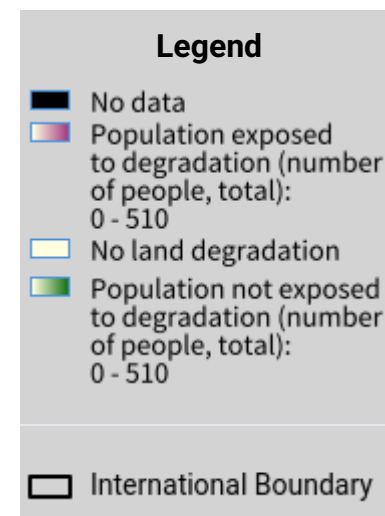 Legend
No data
Population exposed
to degradation (number
of people, total):
0 - 510
No land degradation
Population not exposed
to degradation (number
of people, total):
0 - 510
International Boundary